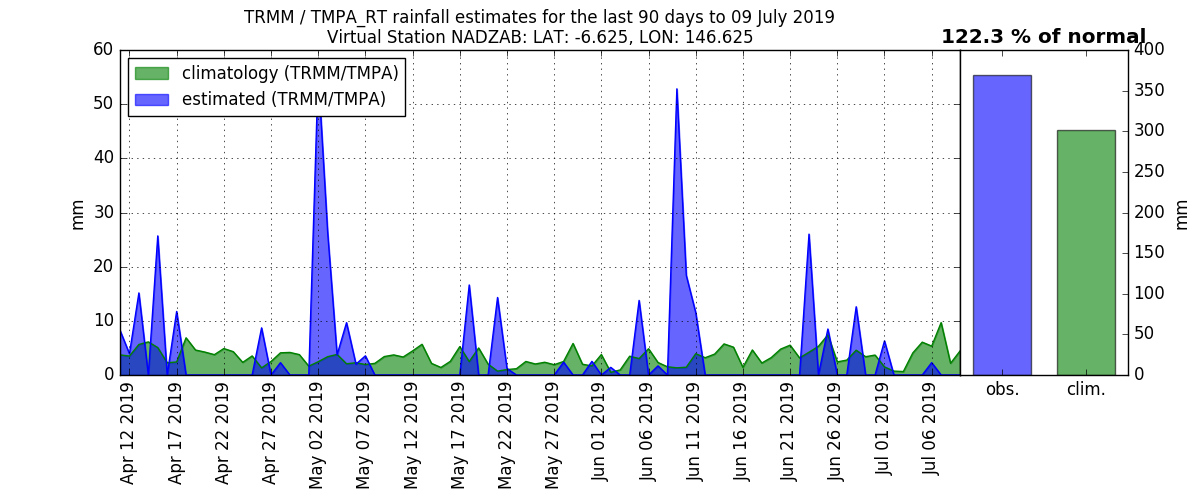 TRMM / TMPA_RT rainfall estimates for the last 90 days to 09 July 2019
Virtual Station NADZAB: LAT: -6.625, LON: 146.625
122.3 % of normal
climatology (TRMM/TMPA)
estimated (TRMM/TMPA)
60
50
40
30
20
10
0
mm
Apr 12 2019
Apr 17 2019
Apr 22 2019
Apr 27 2019
May 02 2019
May 07 2019
May 12 2019
May 17 2019
May 22 2019
May 27 2019
Jun 01 2019
Jun 06 2019
Jun 11 2019
Jun 16 2019
Jun 21 2019
Jun 26 2019
Jul 01 2019
Jul 06 2019
400
350
300
250
200
150
100
50
0
mm
obs.
clim.